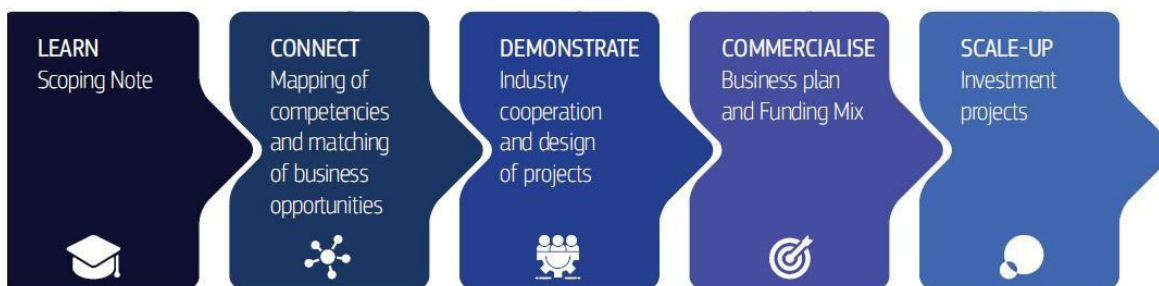 LEARN
Scoping Note
CONNECT
Mapping of
competencies
and matching
of business
opportunities
DEMONSTRATE
Industry
cooperation
and design
of projects
COMMERCIALISE
Business plan
and Funding Mix
SCALE-UP
Investment
projects